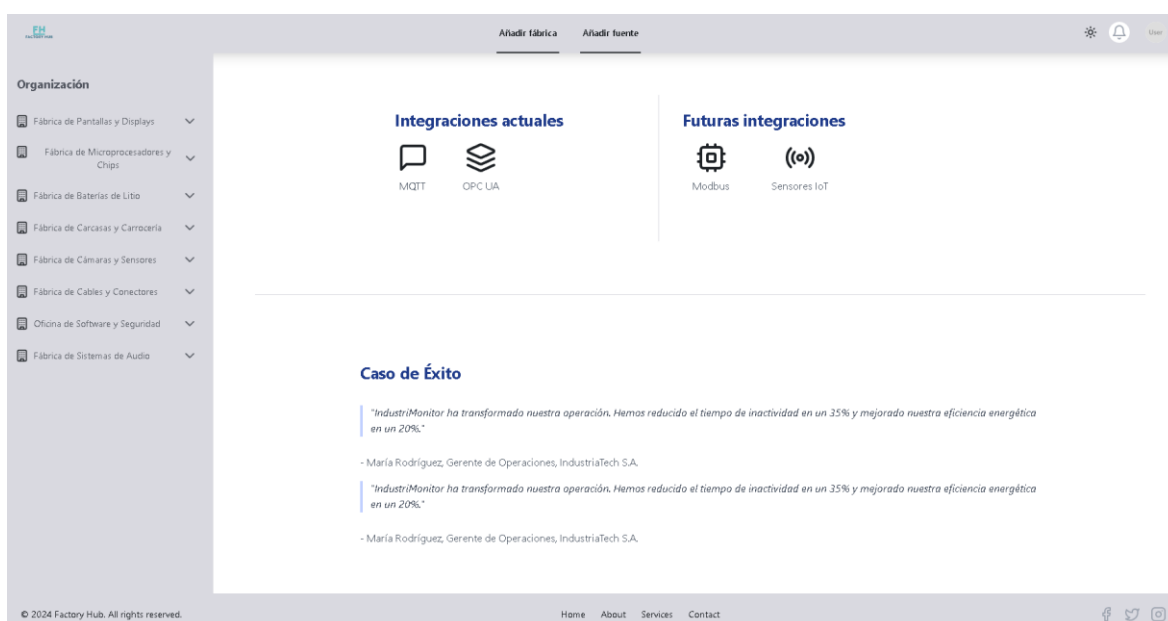 FH
FACTORY HUB
Añadir fábrica
Añadir fuente
User
Organización
Fábrica de Pantallas y Displays
Fábrica de Microprocesadores y
Chips
Fábrica de Baterías de Litio
Fábrica de Carcasas y Carrocería
Fábrica de Cámaras y Sensores
Fábrica de Cables y Conectores
Oficina de Software y Seguridad
Fábrica de Sistemas de Audio
Integraciones actuales
MQTT
OPC UA
Futuras integraciones
Modbus
Sensores IoT
Caso de Éxito
"IndustriMonitor ha transformado nuestra operación. Hemos reducido el tiempo de inactividad en un 35% y mejorado nuestra eficiencia energética
en un 20%."
- María Rodríguez, Gerente de Operaciones, IndustriaTech S.A.
"IndustriMonitor ha transformado nuestra operación. Hemos reducido el tiempo de inactividad en un 35% y mejorado nuestra eficiencia energética
en un 20%."
- María Rodríguez, Gerente de Operaciones, IndustriaTech S.A.
© 2024 Factory Hub. All rights reserved.
Home About Services Contact